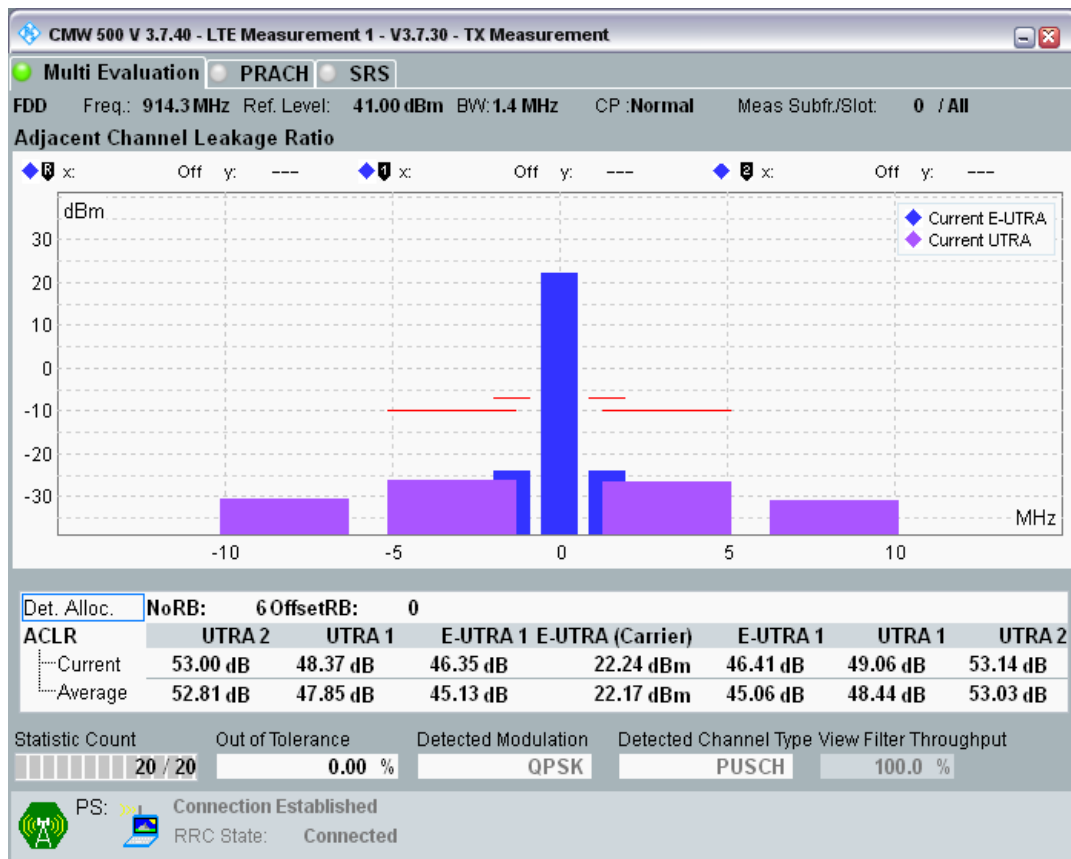 CMW 500 V 3.7.40 - LTE Measurement 1 - V3.7.30 - TX Measurement
Multi Evaluation PRACH SRS
FDD Freq.: 914.3 MHz Ref. Level: 41.00 dBm BW: 1.4 MHz CP :Normal Meas Subfr./Slot: 0 / All
Adjacent Channel Leakage Ratio
R x: Off y: --- 1 x: Off y: --- 2 x: Off y: ---
dBm
Current E-UTRA
Current UTRA
30
20
10
0
-10
-20
-30
MHz
-10 -5 0 5 10
Det. Alloc. NoRB: 6 OffsetRB: 0
ACLR UTRA 2 UTRA 1 E-UTRA 1 E-UTRA (Carrier) E-UTRA 1 UTRA 1 UTRA 2
Current 53.00 dB 48.37 dB 46.35 dB 22.24 dBm 46.41 dB 49.06 dB 53.14 dB
Average 52.81 dB 47.85 dB 45.13 dB 22.17 dBm 45.06 dB 48.44 dB 53.03 dB
Statistic Count Out of Tolerance Detected Modulation Detected Channel Type View Filter Throughput
20 / 20 0.00 % QPSK PUSCH 100.0 %
PS: Connection Established
RRC State: Connected